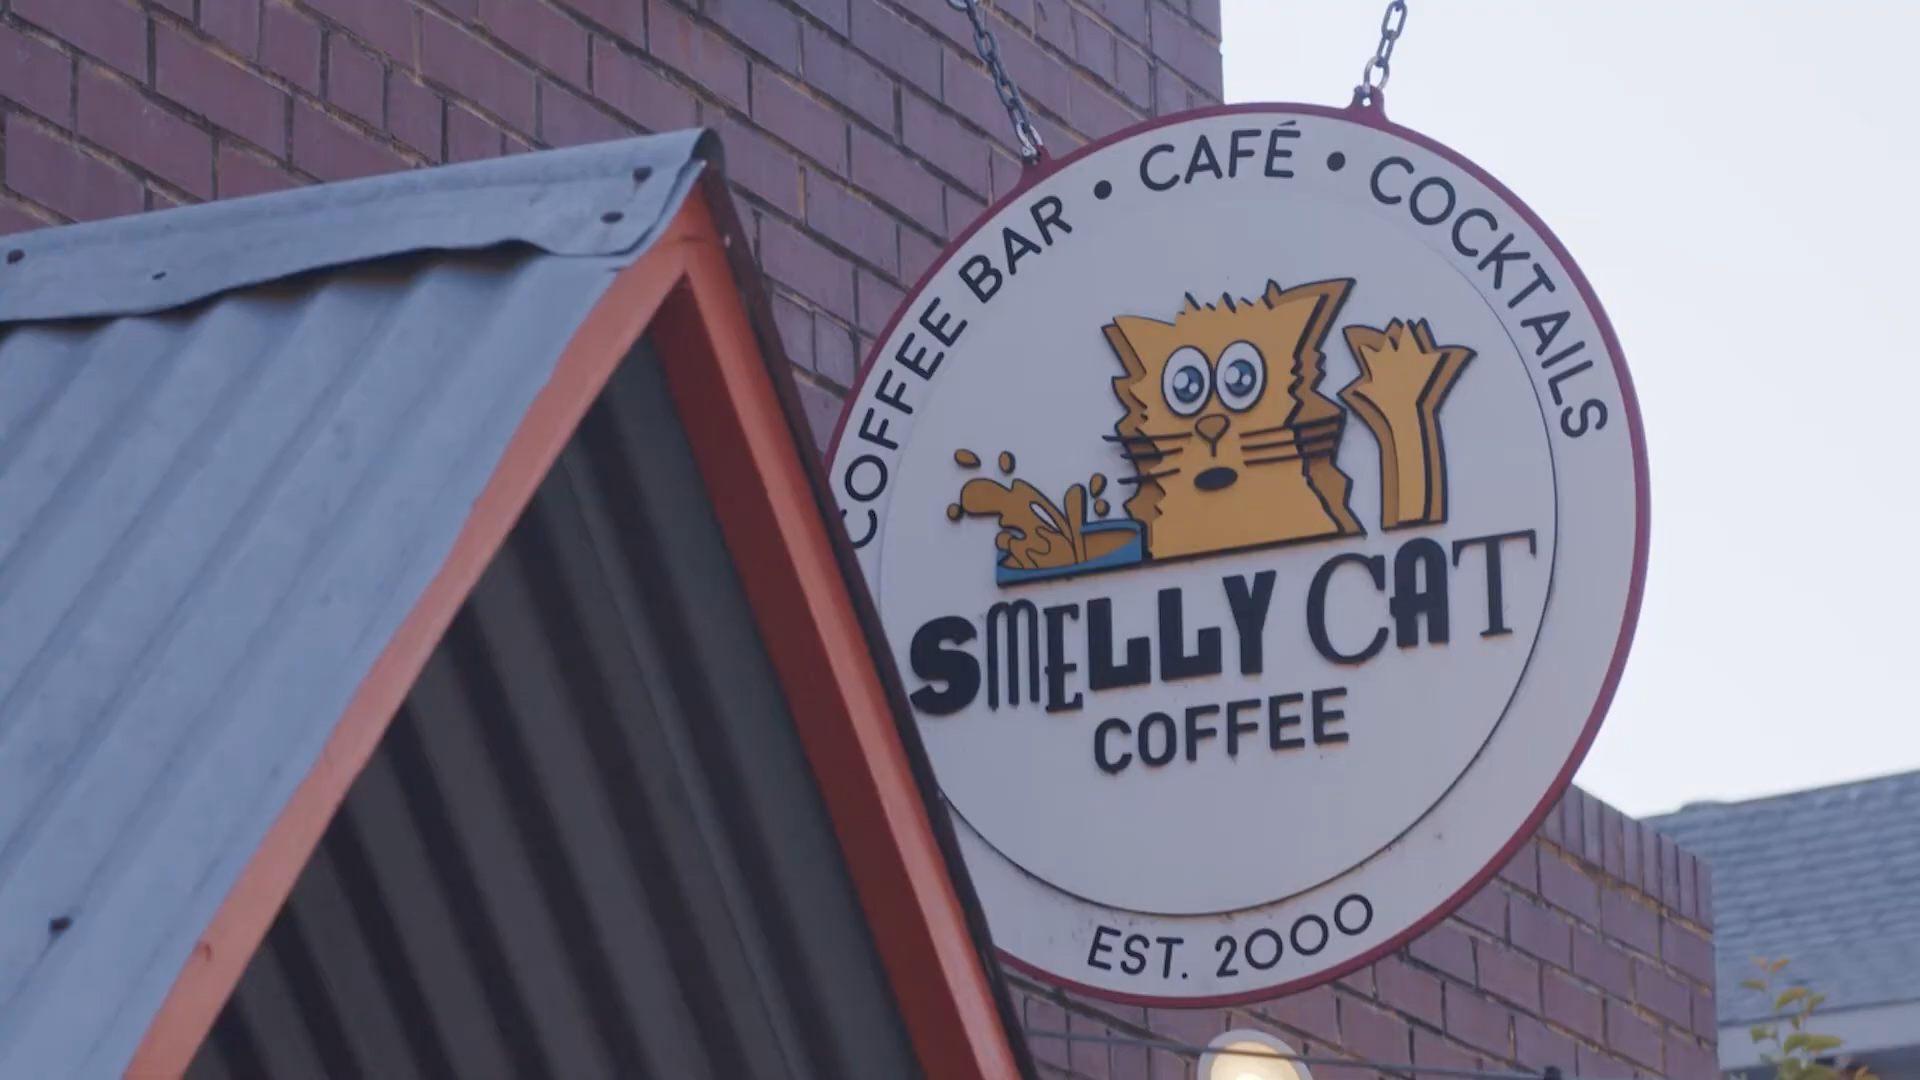 COFFEE BAR • CAFÉ • COCKTAILS
SMELLY CAT
COFFEE
EST. 2000